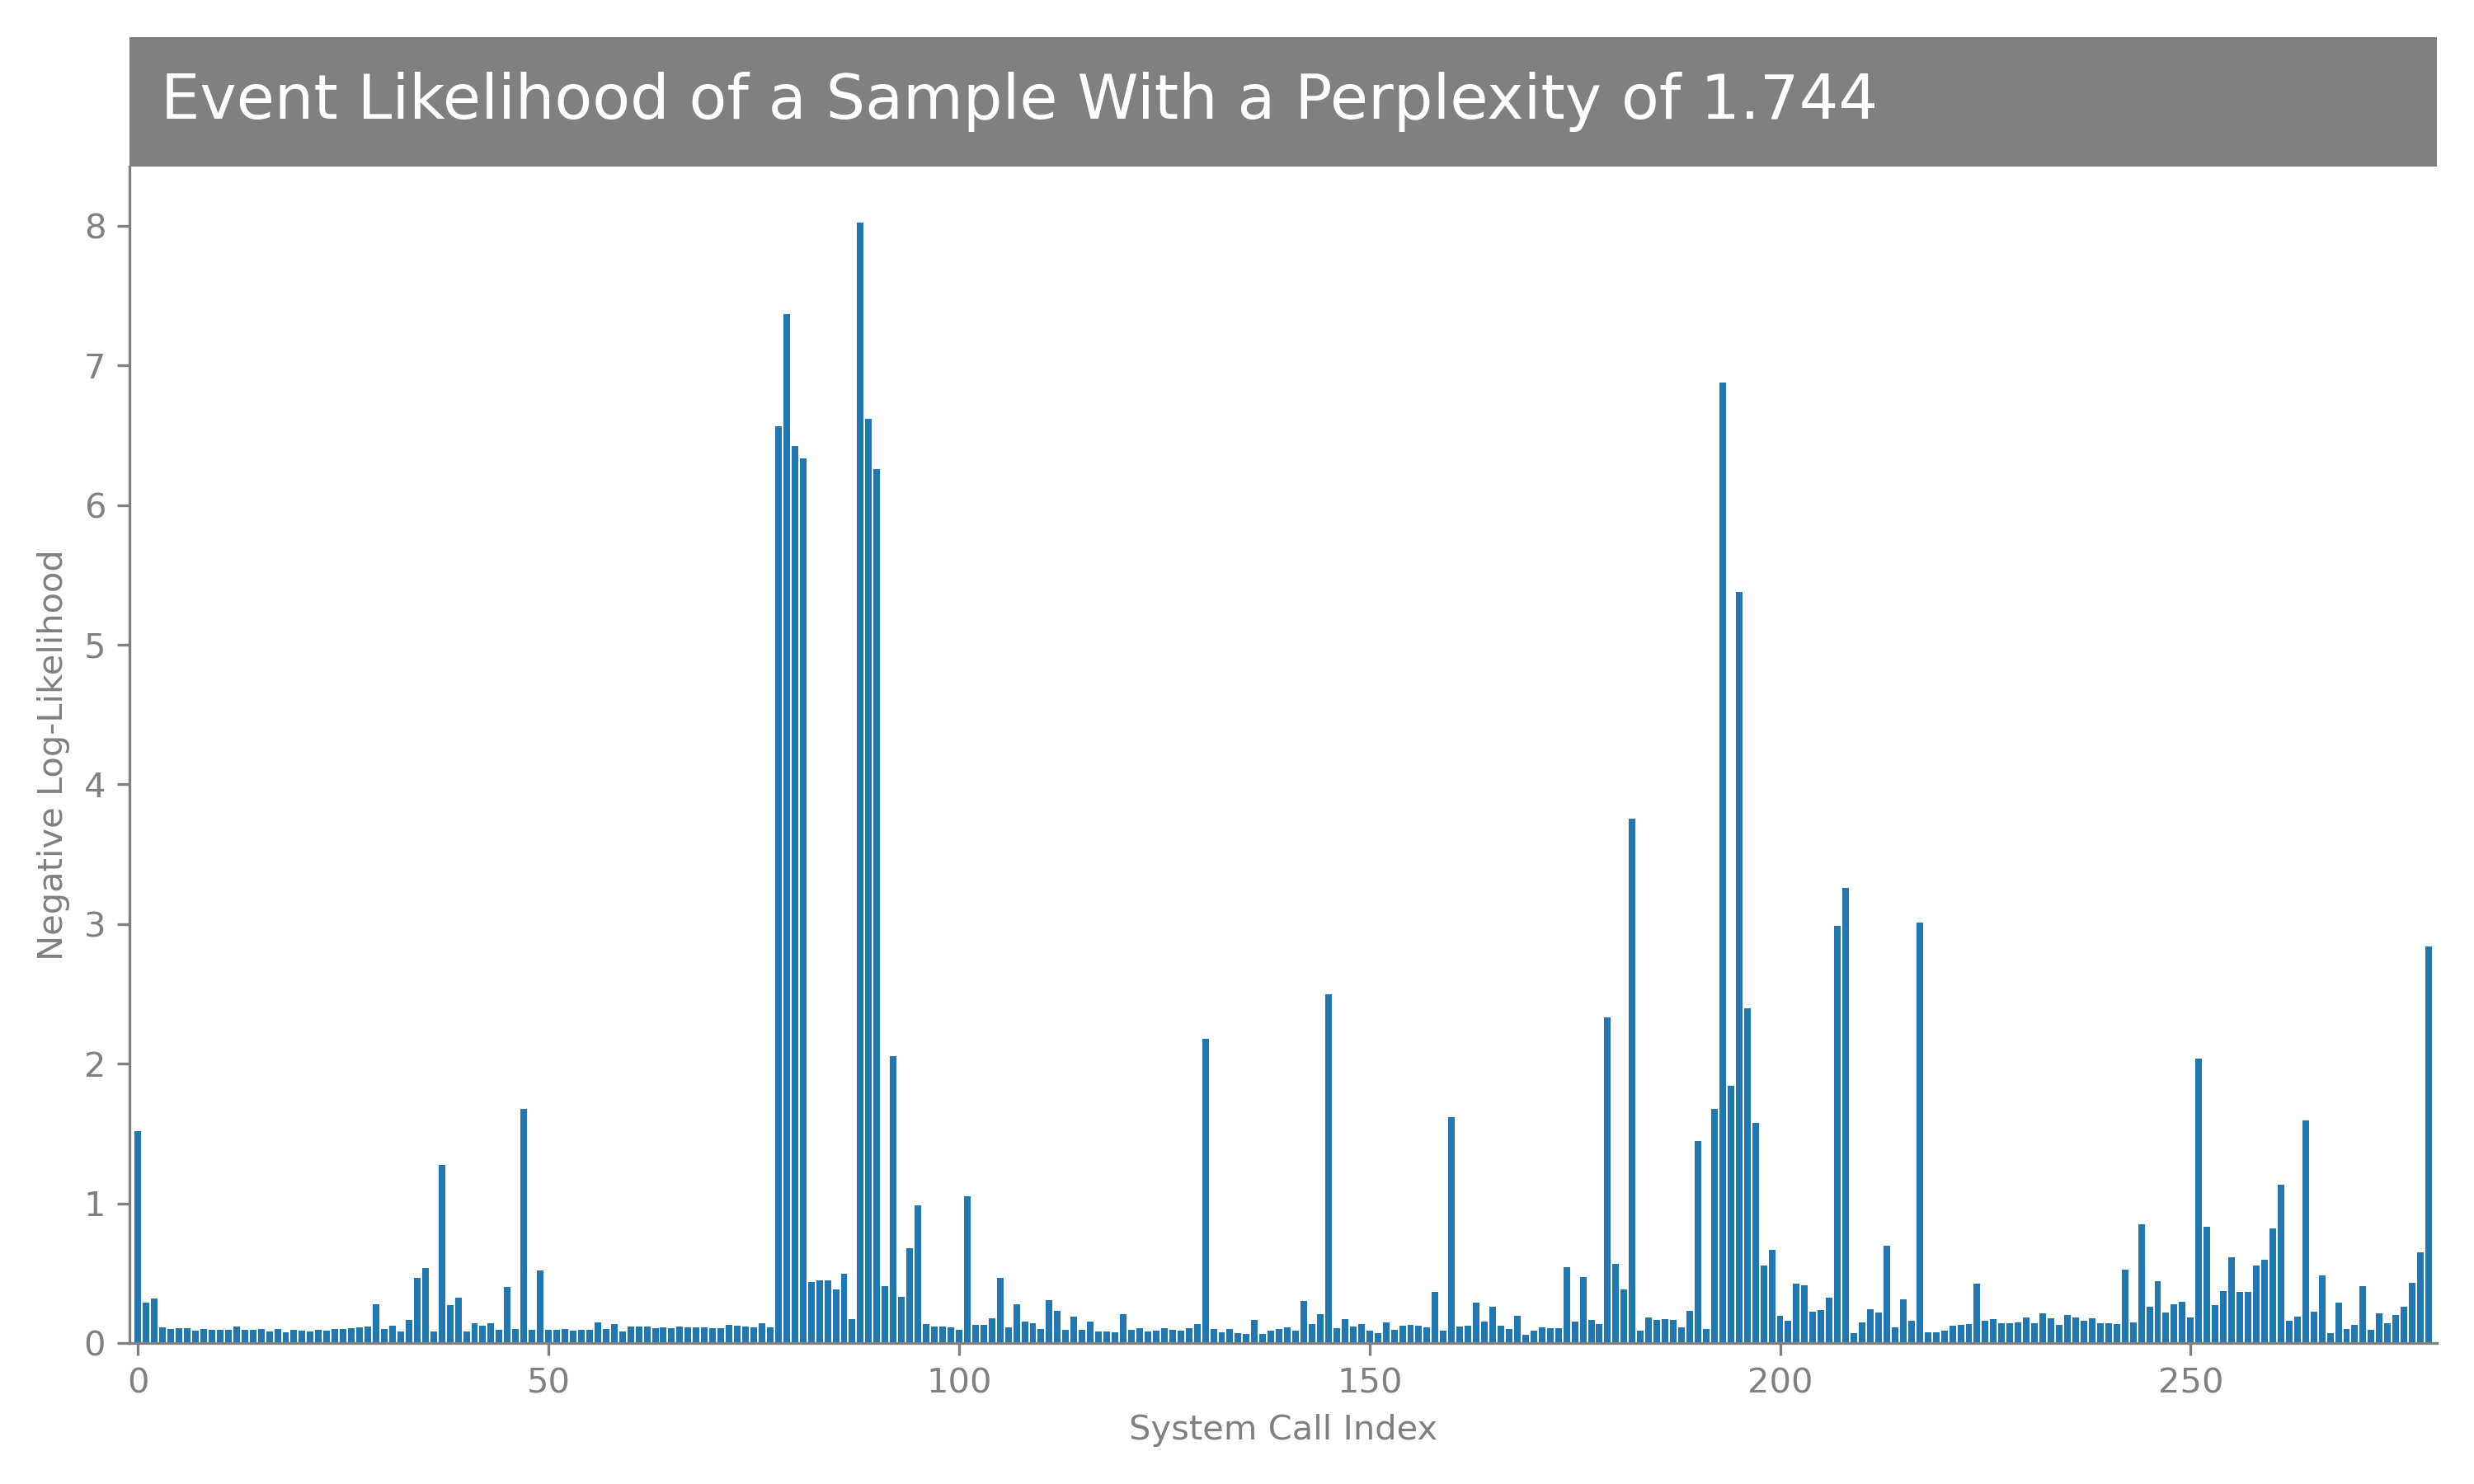 Event Likelihood of a Sample With a Perplexity of 1.744
8
7
6
5
4
3
2
1
0
Negative Log-Likelihood
0 50 100 150 200 250
System Call Index